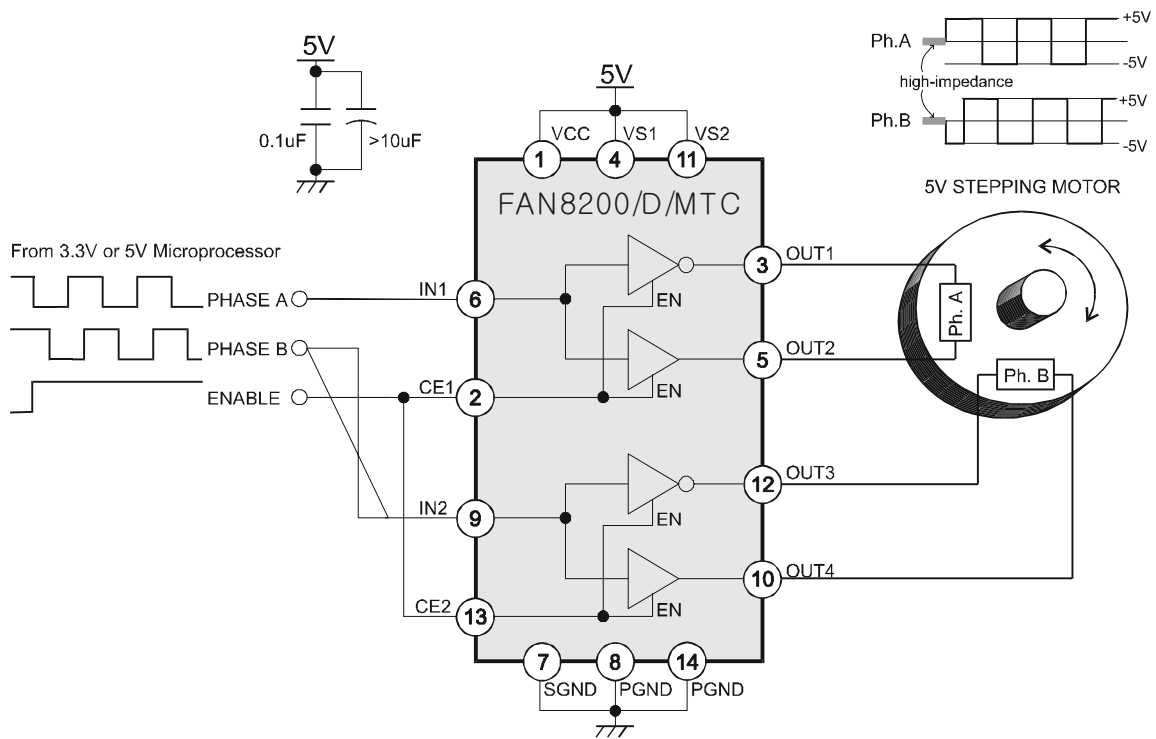 5V
0.1uF
>10uF
5V
VCC
VS1
VS2
1
4
11
FAN8200/D/MTC
Ph.A
+5V
-5V
high-impedance
Ph.B
+5V
-5V
5V STEPPING MOTOR
From 3.3V or 5V Microprocessor
PHASE A
PHASE B
ENABLE
IN1
6
CE1
2
IN2
9
CE2
13
EN
EN
EN
EN
3
OUT1
5
OUT2
12
OUT3
10
OUT4
Ph. A
Ph. B
7
8
14
SGND
PGND
PGND